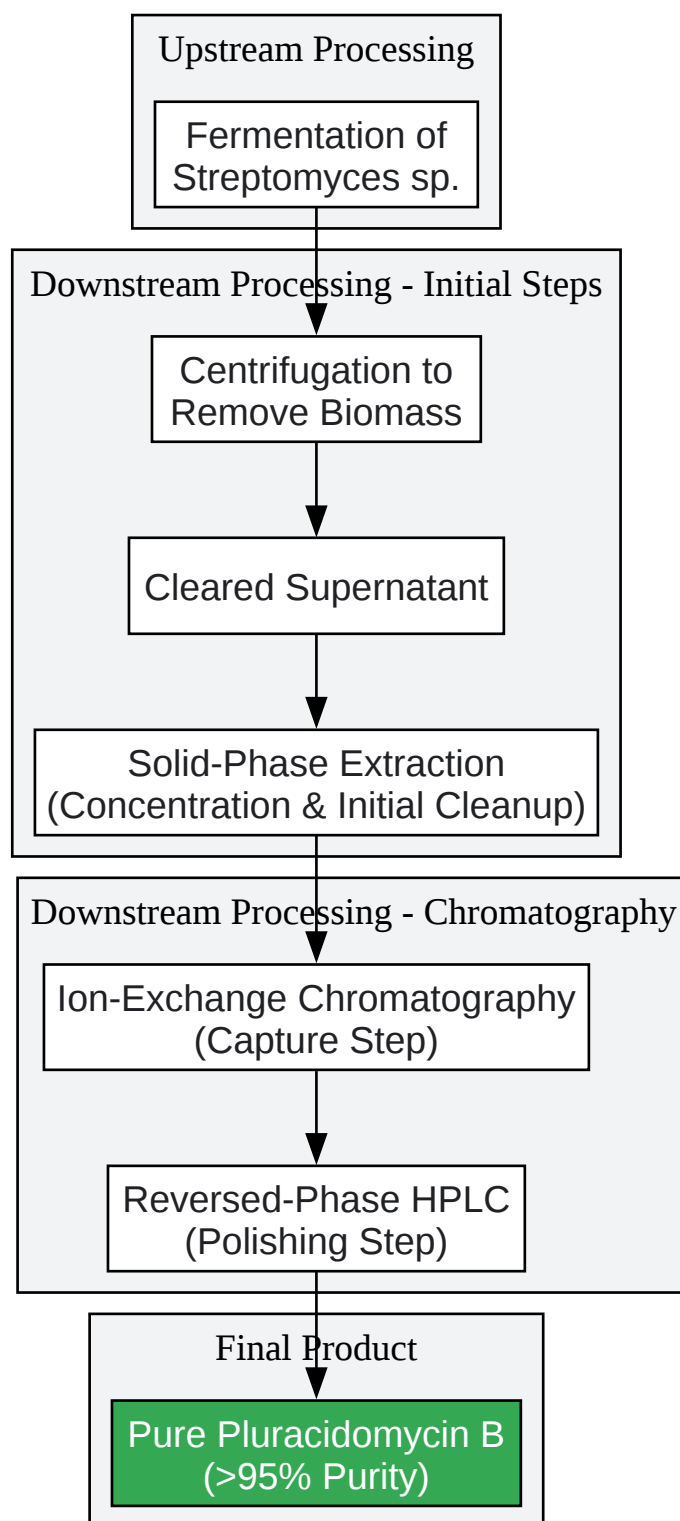 Upstream Processing
Fermentation of
Streptomyces sp.
Downstream Processing - Initial Steps
Centrifugation to
Remove Biomass
Cleared Supernatant
Solid-Phase Extraction
(Concentration & Initial Cleanup)
Downstream Processing - Chromatography
Ion-Exchange Chromatography
(Capture Step)
Reversed-Phase HPLC
(Polishing Step)
Final Product
Pure Pluracidomycin B
(>95% Purity)